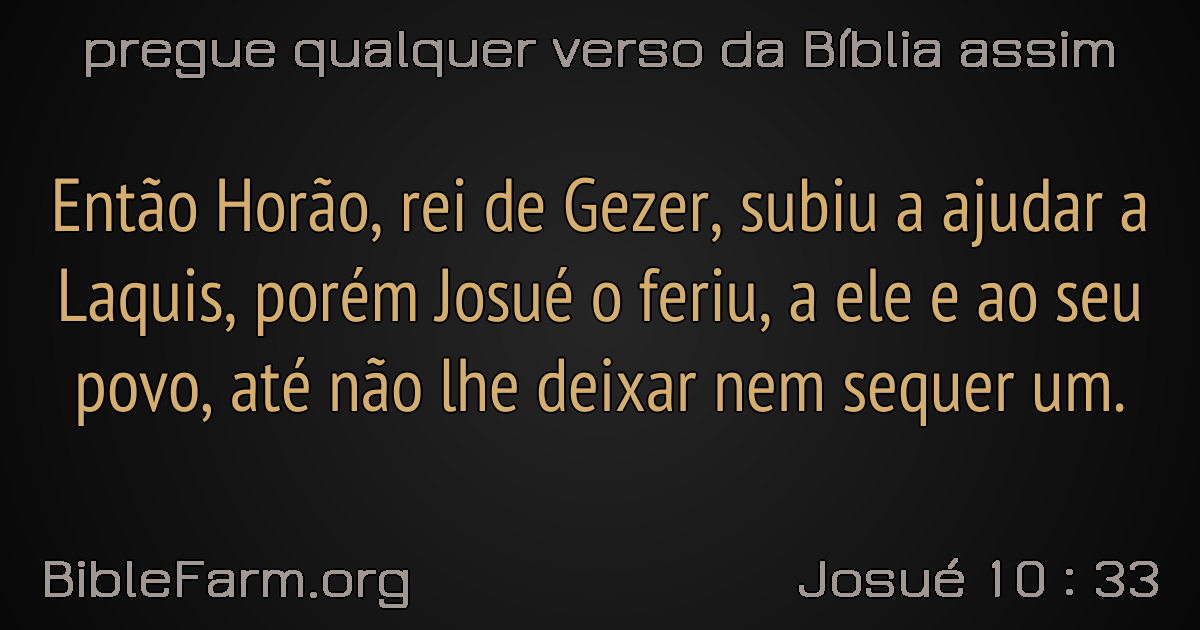 pregue qualquer verso da Bíblia assim
Então Horão, rei de Gezer, subiu a ajudar a
Laquis, porém Josué o feriu, a ele e ao seu
povo, até não lhe deixar nem sequer um.
BibleFarm.org
Josué 10 : 33